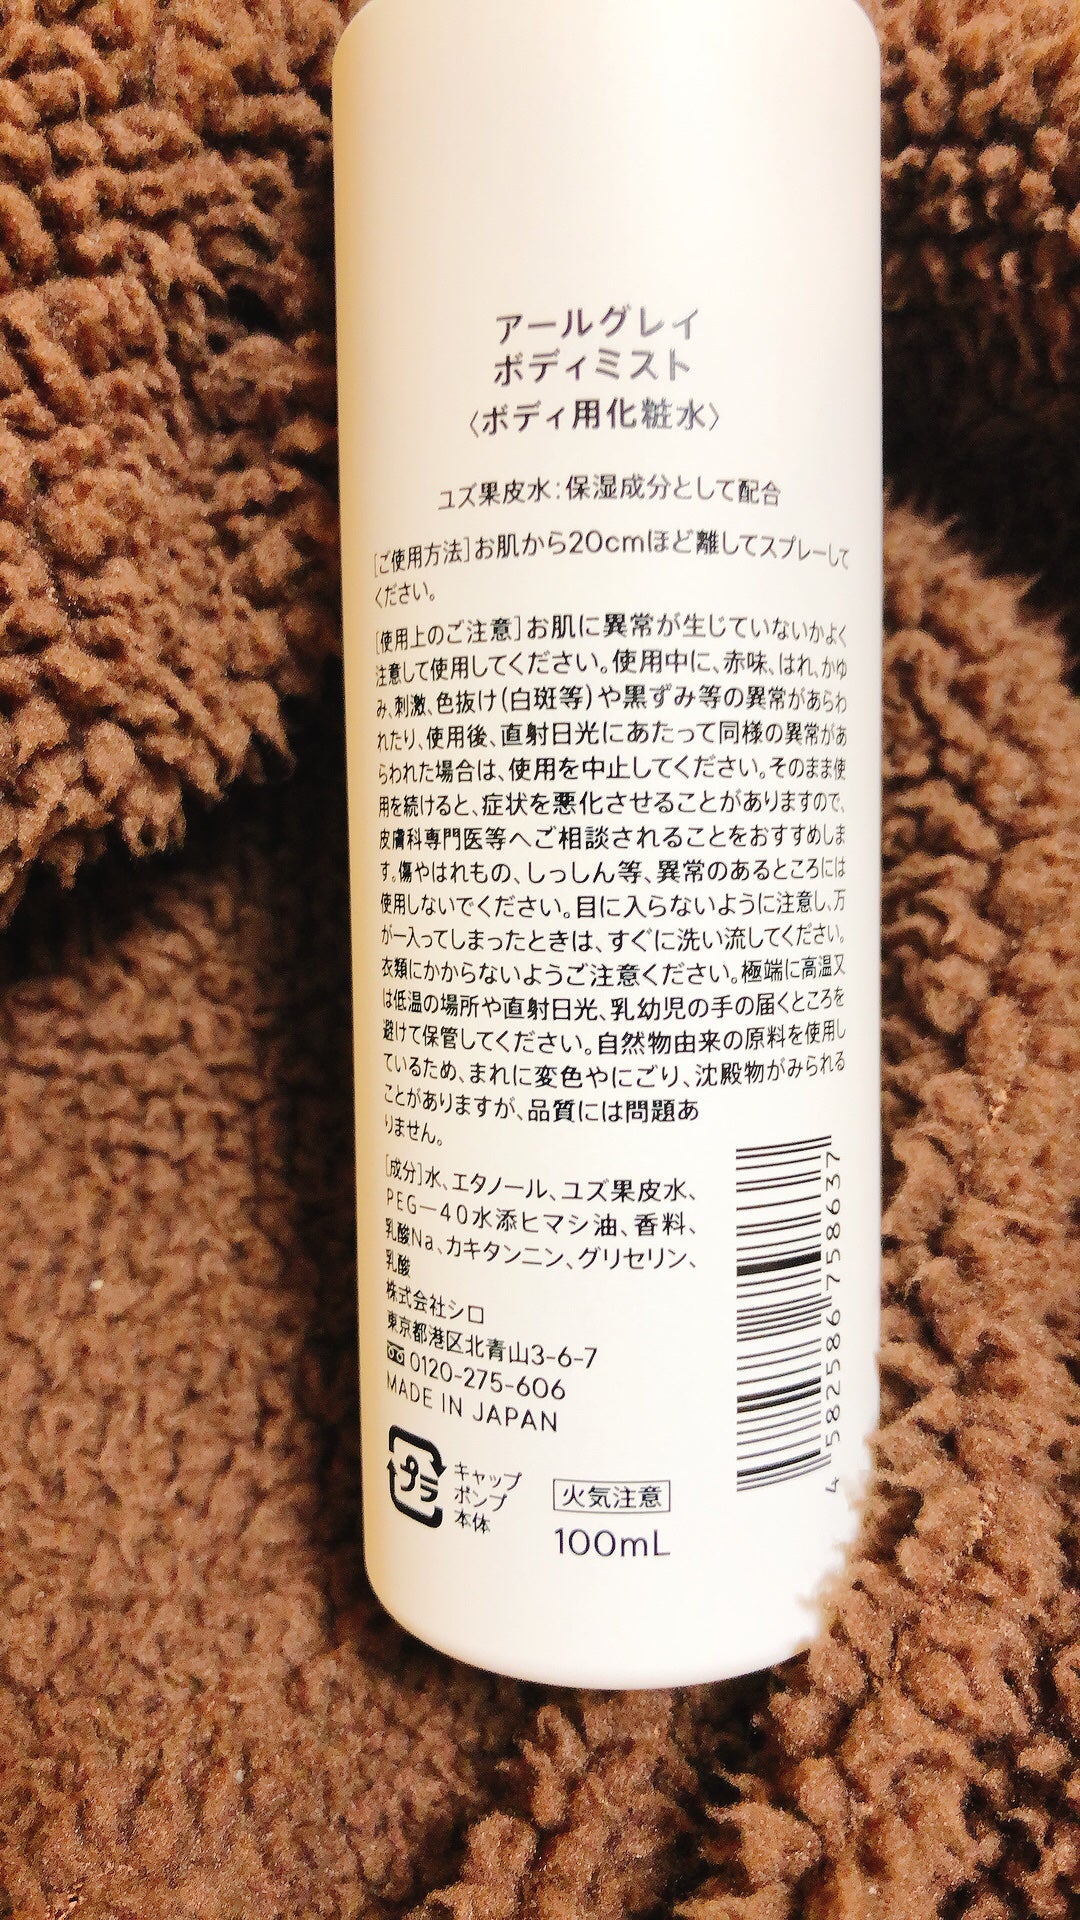 アールグレイ
ボディミスト
〈ボディ用化粧水〉
ユズ果皮水:保湿成分として配合
[ご使用方法]お肌から20cmほど離してスプレーして
ください。
[使用上のご注意]お肌に異常が生じていないかよく
注意して使用してください。使用中に、赤味、はれ、かゆ
み、刺激、色抜け(白斑等)や黒ずみ等の異常があらわ
れたり、使用後、直射日光にあたって同様の異常があ
らわれた場合は、使用を中止してください。そのまま使
用を続けると、症状を悪化させることがありますので、
皮膚科専門医等へご相談されることをおすすめしま
す。傷やはれもの、しっしん等、異常のあるところには
使用しないでください。目に入らないように注意し、万
が一入ってしまったときは、すぐに洗い流してください。
衣類にかからないようご注意ください。極端に高温又
は低温の場所や直射日光、乳幼児の手の届くところを
避けて保管してください。自然物由来の原料を使用し
ているため、まれに変色やにごり、沈殿物がみられる
ことがありますが、品質には問題あ
りません。
[成分]水、エタノール、ユズ果皮水、
PEG-40水添ヒマシ油、香料、
乳酸Na、カキタンニン、グリセリン、
乳酸
株式会社シロ
東京都港区北青山3-6-7
0120-275-606
MADE IN JAPAN
プラ
キャップ
ポンプ
本体
火気注意
100mL
4 582586 758637